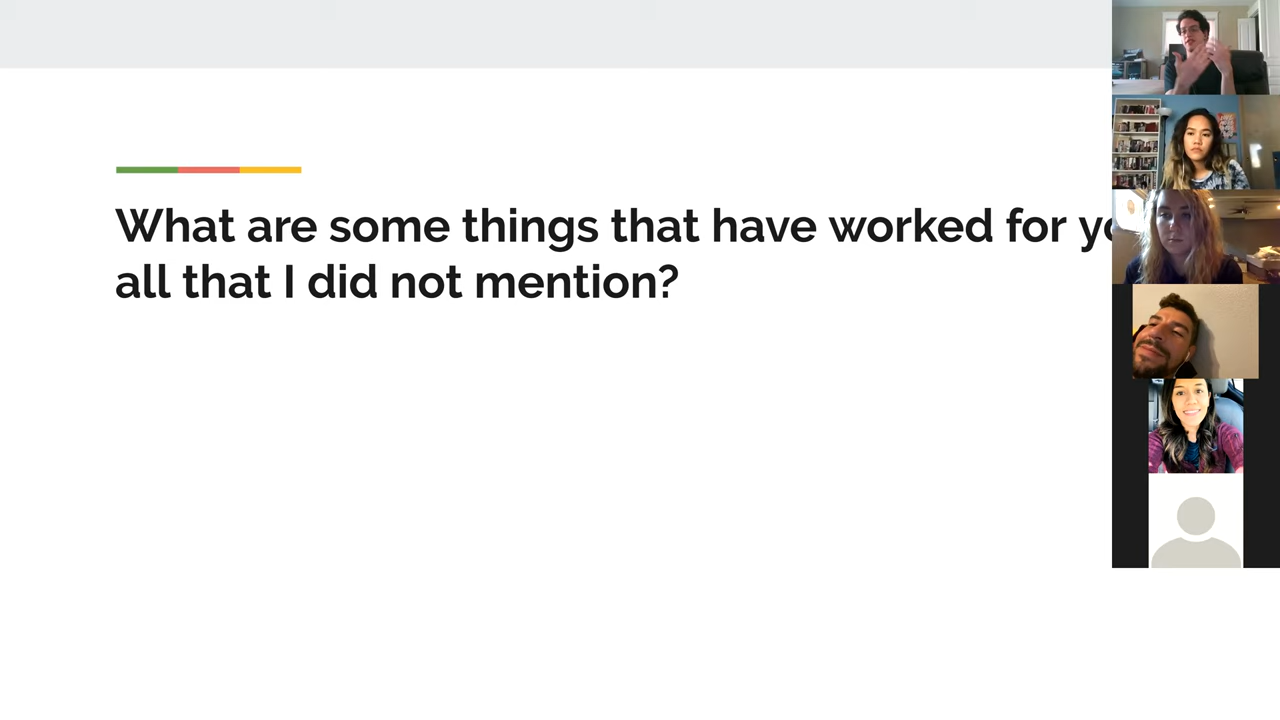 What are some things that have worked for yo
all that I did not mention?